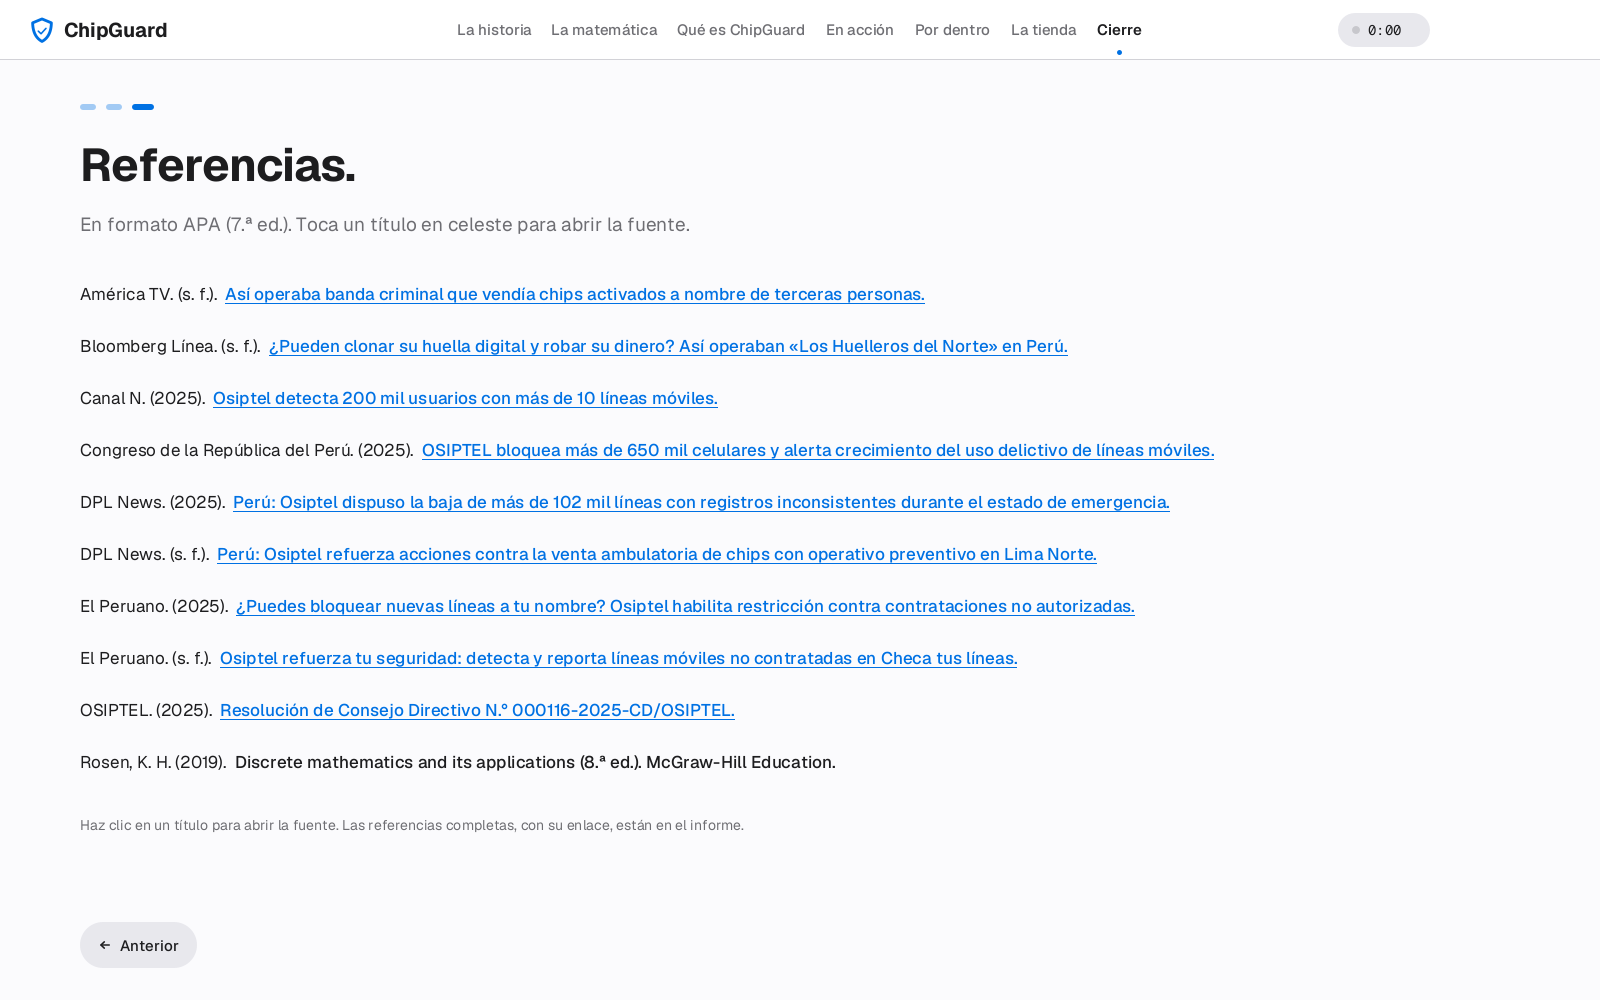 ChipGuard
La historia
La matemática
Qué es ChipGuard
En acción
Por dentro
La tienda
Cierre
0:00
Referencias.
En formato APA (7.ª ed.). Toca un título en celeste para abrir la fuente.
América TV. (s. f.). Así operaba banda criminal que vendía chips activados a nombre de terceras personas.
Bloomberg Línea. (s. f.). ¿Pueden clonar su huella digital y robar su dinero? Así operaban «Los Huelleros del Norte» en Perú.
Canal N. (2025). Osiptel detecta 200 mil usuarios con más de 10 líneas móviles.
Congreso de la República del Perú. (2025). OSIPTEL bloquea más de 650 mil celulares y alerta crecimiento del uso delictivo de líneas móviles.
DPL News. (2025). Perú: Osiptel dispuso la baja de más de 102 mil líneas con registros inconsistentes durante el estado de emergencia.
DPL News. (s. f.). Perú: Osiptel refuerza acciones contra la venta ambulatoria de chips con operativo preventivo en Lima Norte.
El Peruano. (2025). ¿Puedes bloquear nuevas líneas a tu nombre? Osiptel habilita restricción contra contrataciones no autorizadas.
El Peruano. (s. f.). Osiptel refuerza tu seguridad: detecta y reporta líneas móviles no contratadas en Checa tus líneas.
OSIPTEL. (2025). Resolución de Consejo Directivo N.° 000116-2025-CD/OSIPTEL.
Rosen, K. H. (2019). Discrete mathematics and its applications (8.ª ed.). McGraw-Hill Education.
Haz clic en un título para abrir la fuente. Las referencias completas, con su enlace, están en el informe.
← Anterior